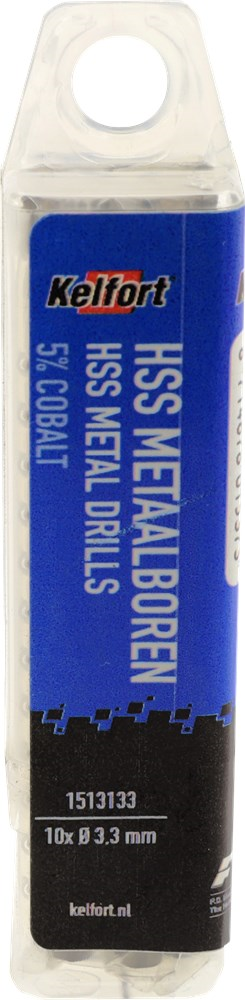 Kelfort
HSS METAALBOREN
HSS METAL DRILLS
5% COBALT
1513133
10x Ø 3,3 mm
kelfort.nl